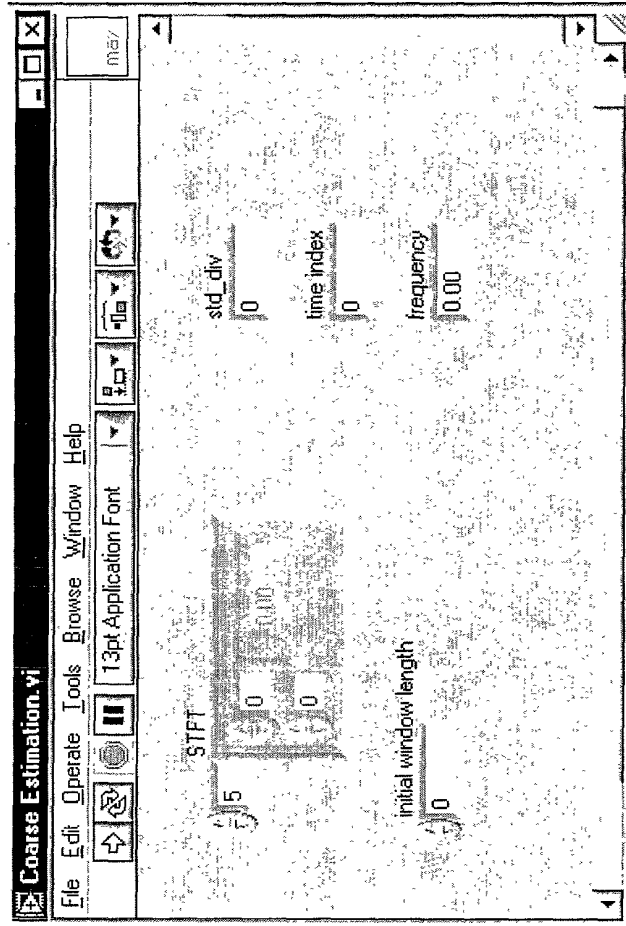 Coarse Estimation.vi
File Edit Operate Tools Browse Window Help
13pt Application Font
max
STFT
5
0
0.00
0
std_div
0
time index
0
initial window length
0
frequency
0.00